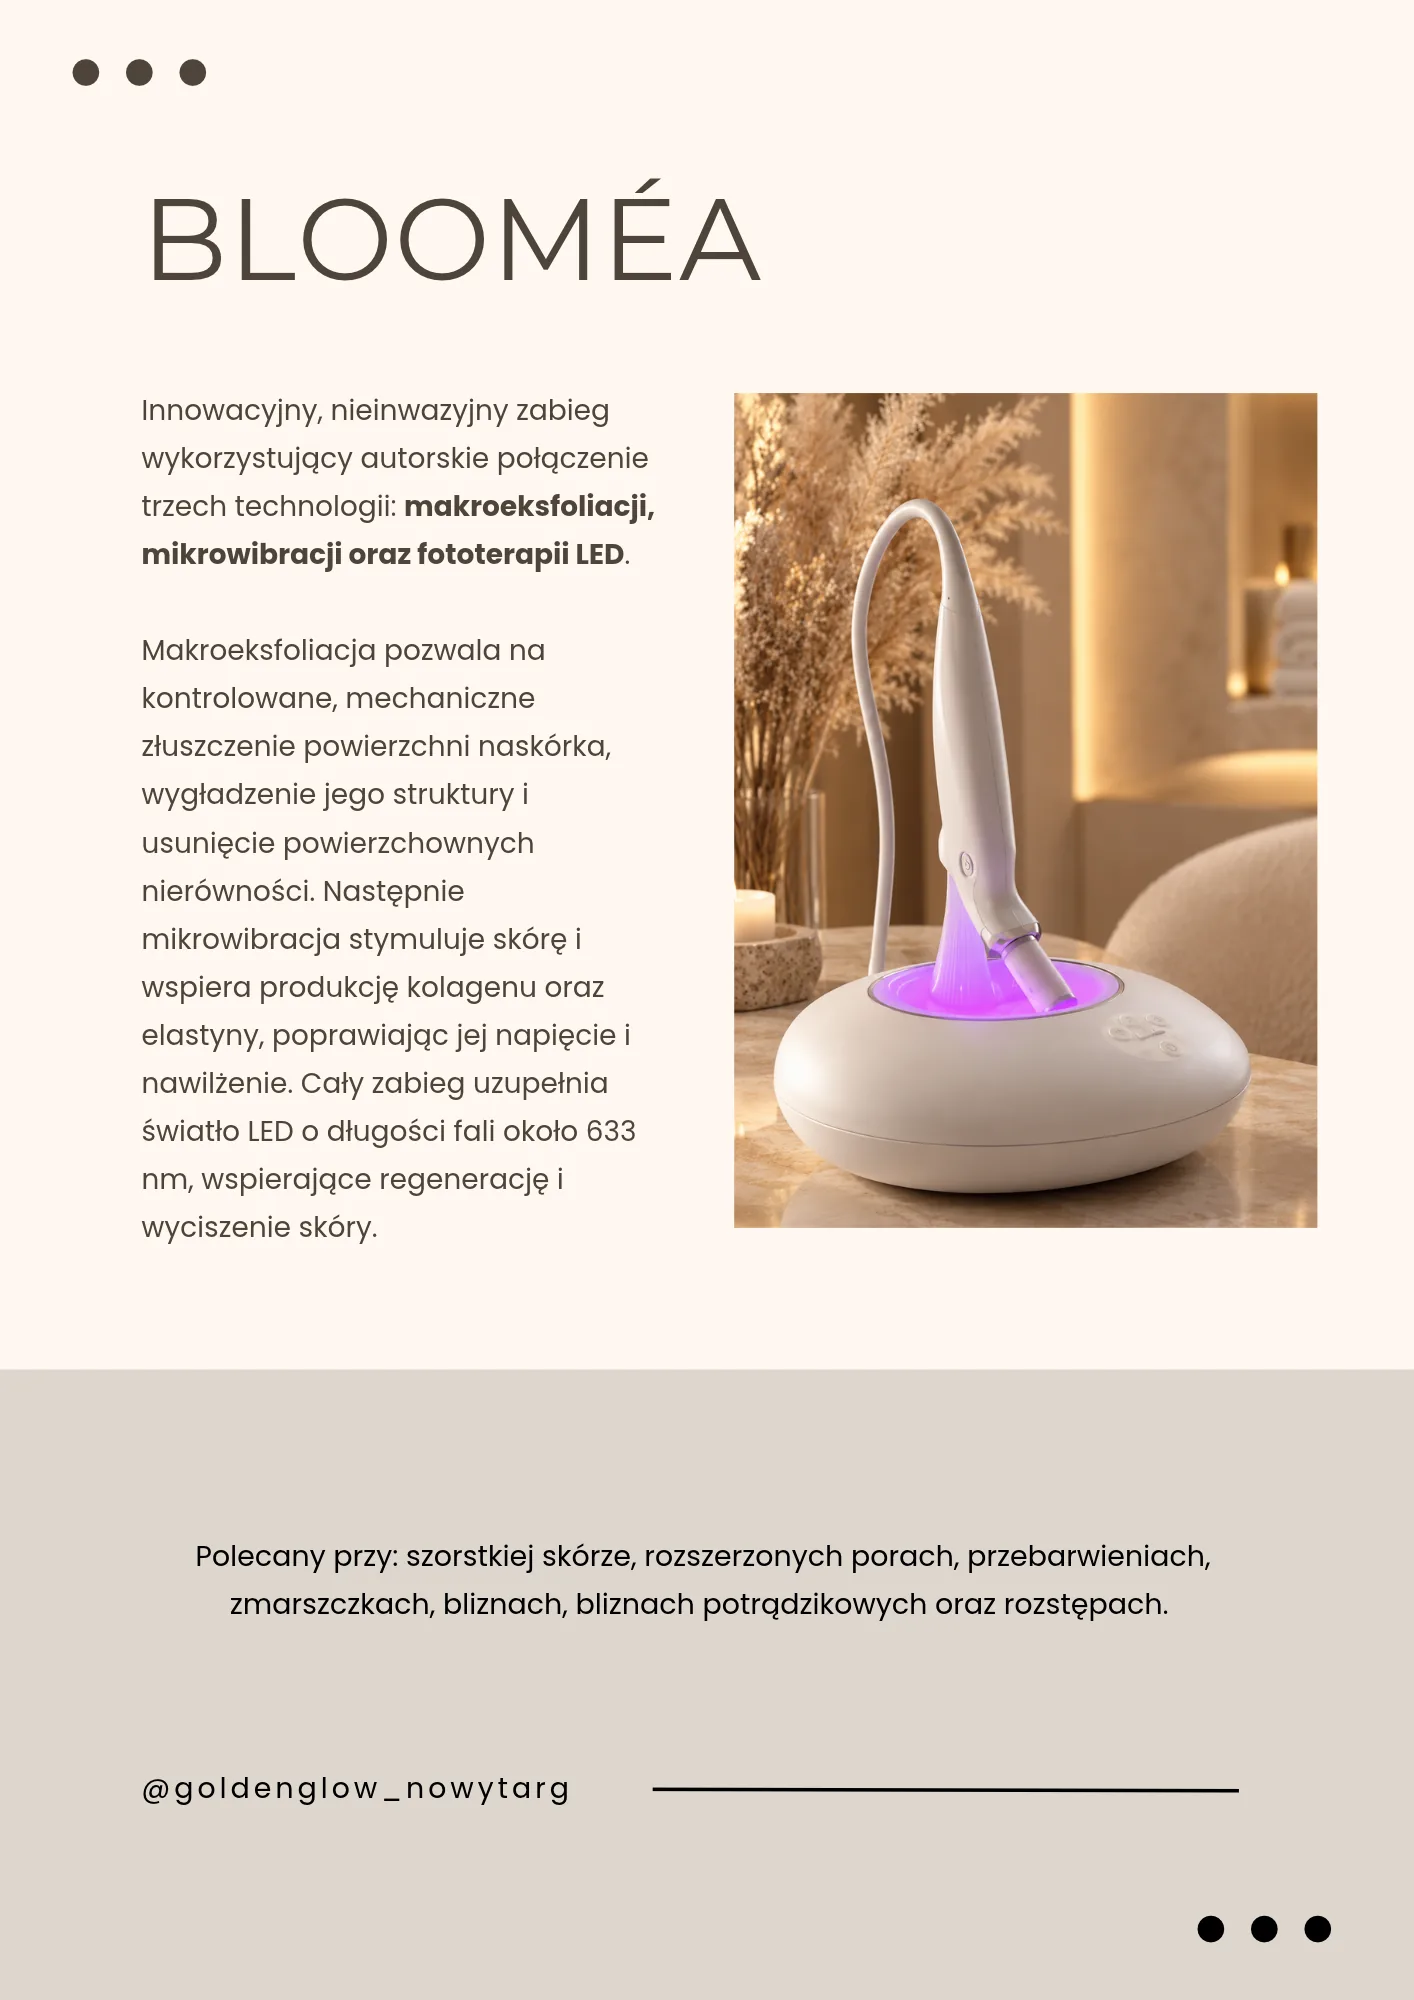 BLOOMÉA
Innowacyjny, nieinwazyjny zabieg
wykorzystujący autorskie połączenie
trzech technologii: makroeksfoliacji,
mikrowibracji oraz fototerapii LED.
Makroeksfoliacja pozwala na
kontrolowane, mechaniczne
złuszczenie powierzchni naskórka,
wygładzenie jego struktury i
usunięcie powierzchownych
nierówności. Następnie
mikrowibracja stymuluje skórę i
wspiera produkcję kolagenu oraz
elastyny, poprawiając jej napięcie i
nawilżenie. Cały zabieg uzupełnia
światło LED o długości fali około 633
nm, wspierające regenerację i
wyciszenie skóry.
Polecany przy: szorstkiej skórze, rozszerzonych porach, przebarwieniach,
zmarszczkach, bliznach, bliznach potrądzikowych oraz rozstępach.
@goldenglow_nowytarg